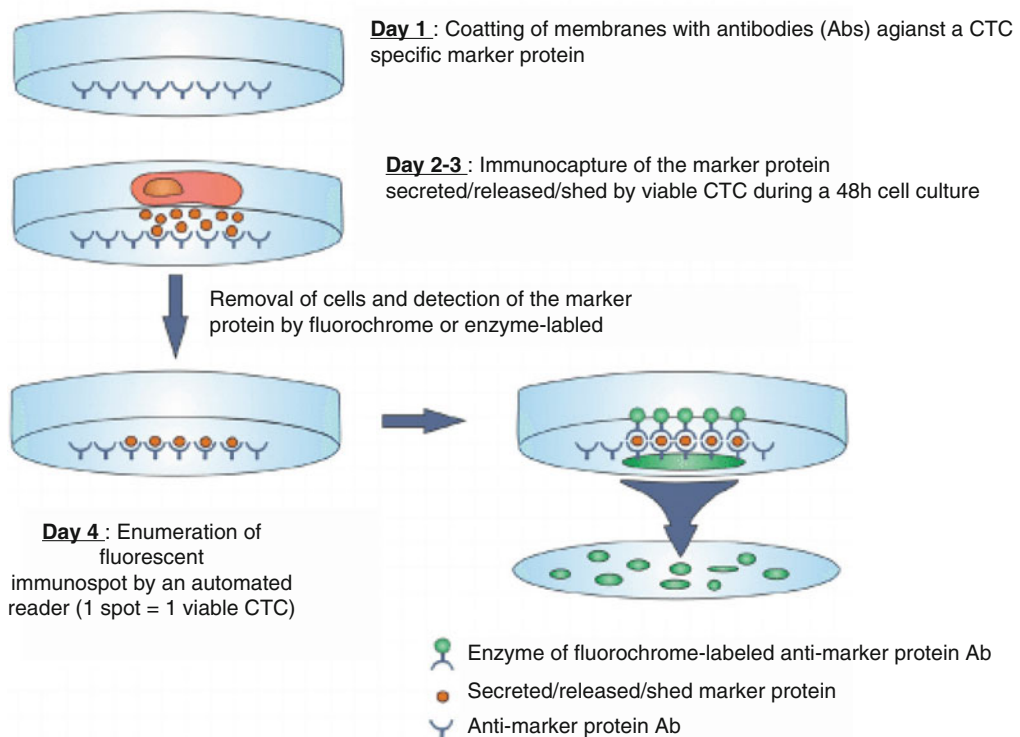 Day 1 : Coatting of membranes with antibodies (Abs) agianst a CTC
specific marker protein
Day 2-3 : Immunocapture of the marker protein
secreted/released/shed by viable CTC during a 48h cell culture
Removal of cells and detection of the marker
protein by fluorochrome or enzyme-labled
Day 4 : Enumeration of
fluorescent
immunospot by an automated
reader (1 spot = 1 viable CTC)
Enzyme of fluorochrome-labeled anti-marker protein Ab
Secreted/released/shed marker protein
Anti-marker protein Ab